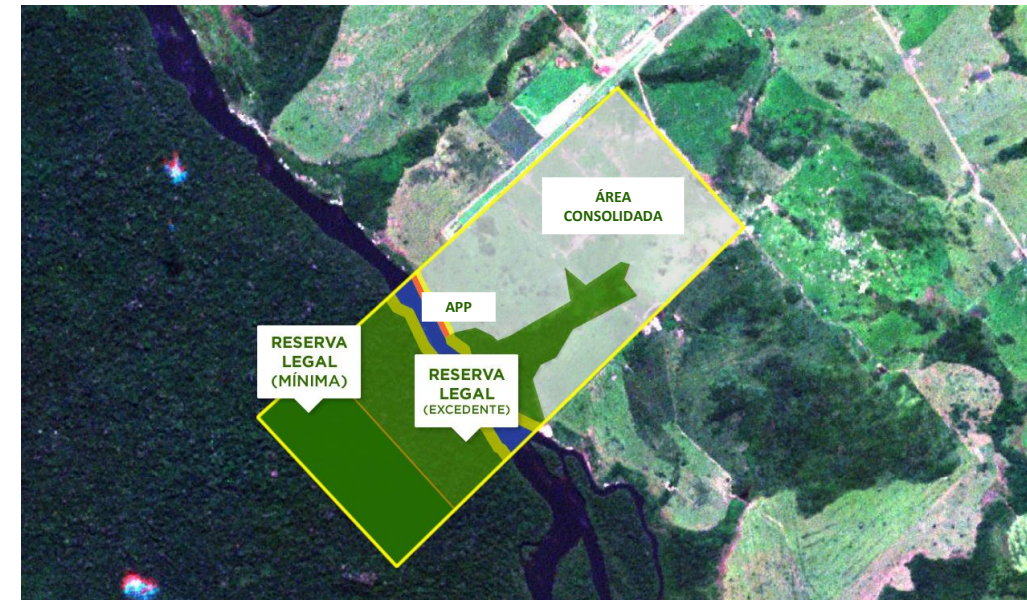 ÁREA
CONSOLIDADA
APP
RESERVA
LEGAL
(MÍNIMA)
RESERVA
LEGAL
(EXCEDENTE)